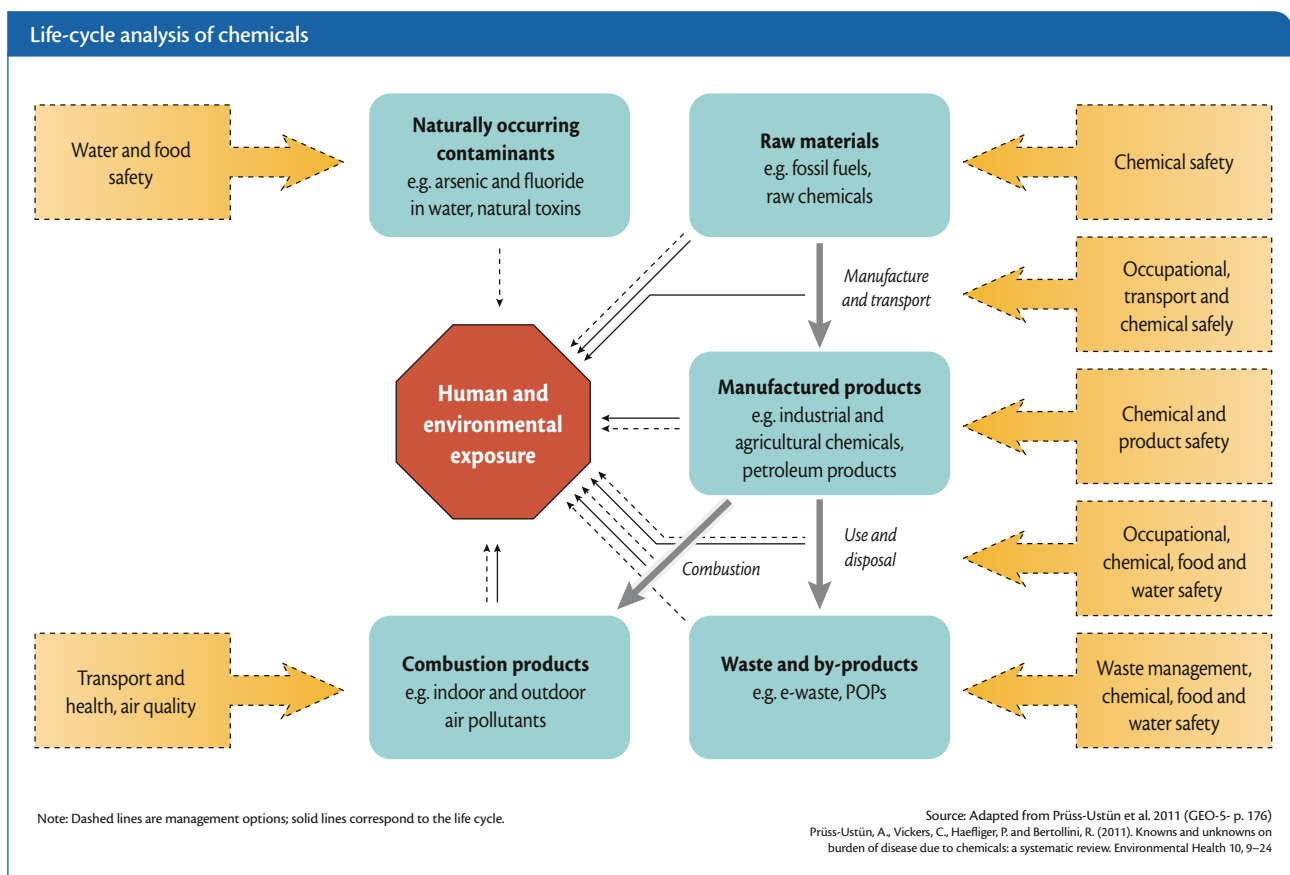 Life-cycle analysis of chemicals
Water and food
safety
Naturally occurring
contaminants
e.g. arsenic and fluoride
in water, natural toxins
Raw materials
e.g. fossil fuels,
raw chemicals
Chemical safety
Manufacture
and transport
Occupational,
transport and
chemical safely
Human and
environmental
exposure
Manufactured products
e.g. industrial and
agricultural chemicals,
petroleum products
Chemical and
product safety
Combustion
Use and
disposal
Occupational,
chemical, food and
water safety
Transport and
health, air quality
Combustion products
e.g. indoor and outdoor
air pollutants
Waste and by-products
e.g. e-waste, POPs
Waste management,
chemical, food and
water safety
Note: Dashed lines are management options; solid lines correspond to the life cycle.
Source: Adapted from Prüss-Ustün et al. 2011 (GEO-5- p. 176)
Prüss-Ustün, A., Vickers, C., Haefliger, P. and Bertollini, R. (2011). Knowns and unknowns on
burden of disease due to chemicals: a systematic review. Environmental Health 10, 9–24